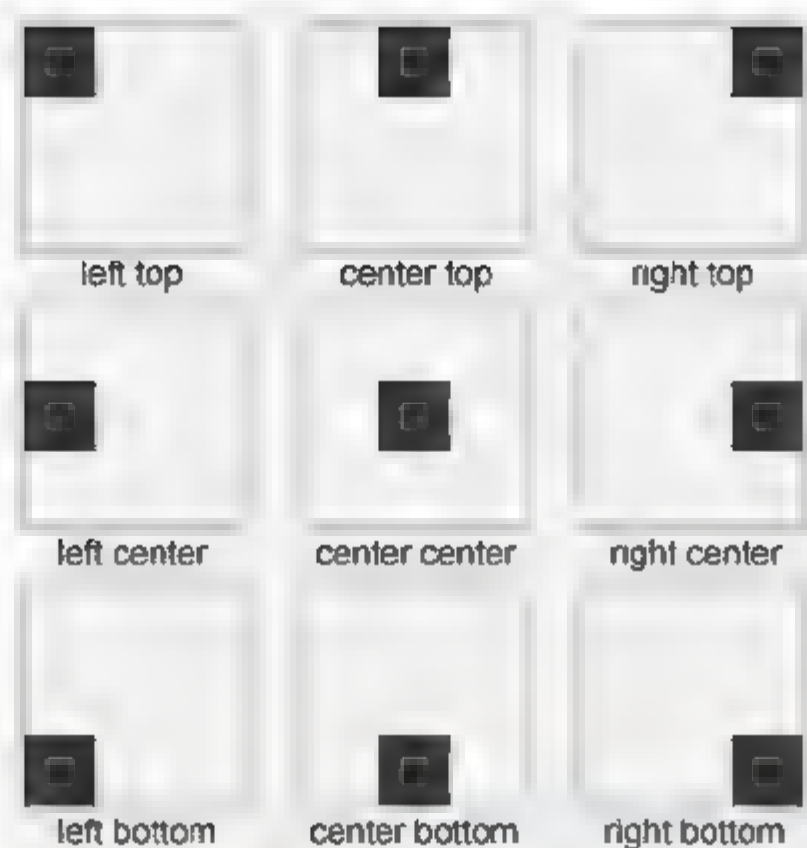 left top
center top
right top
left center
center center
right center
left bottom
center bottom
right bottom